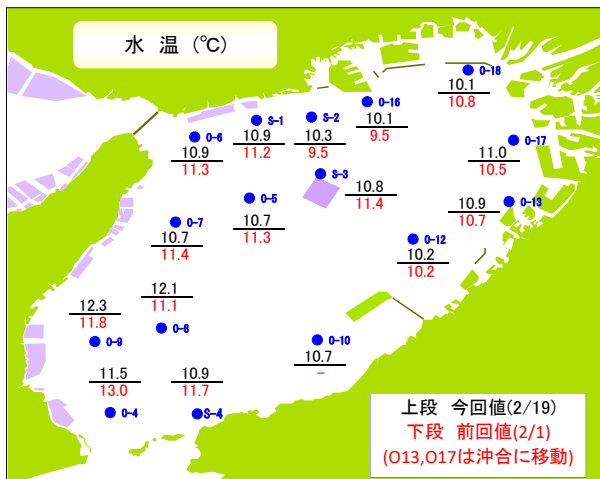 水 温 (℃)
O-18
10.1
10.8
O-16
10.1
9.5
S-1
10.9
11.2
S-2
10.3
9.5
O-6
10.9
11.3
O-17
11.0
10.5
S-3
10.8
11.4
O-5
10.7
11.3
O-13
10.9
10.7
O-7
10.7
11.4
O-12
10.2
10.2
12.3
11.8
O-9
12.1
11.1
O-8
O-10
10.7
-
11.5
13.0
O-4
10.9
11.7
S-4
上段 今回値(2/19)
下段 前回値(2/1)
(O13,O17は沖合に移動)